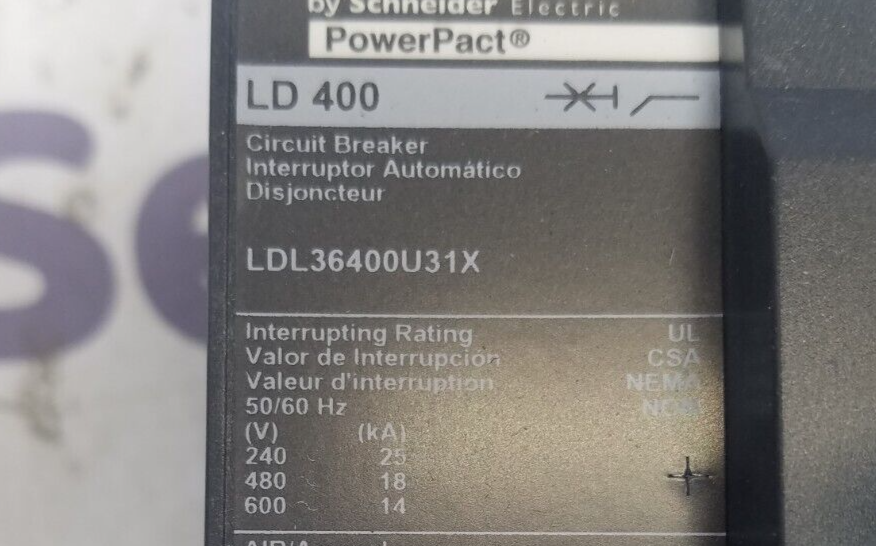 by Schneider Electric
PowerPact®
LD 400
Circuit Breaker
Interruptor Automático
Disjoncteur
LDL36400U31X
Interrupting Rating UL
Valor de Interrupción CSA
Valeur d'interruption NEMA
50/60 Hz NOM
(V) (kA)
240 25
480 18
600 14